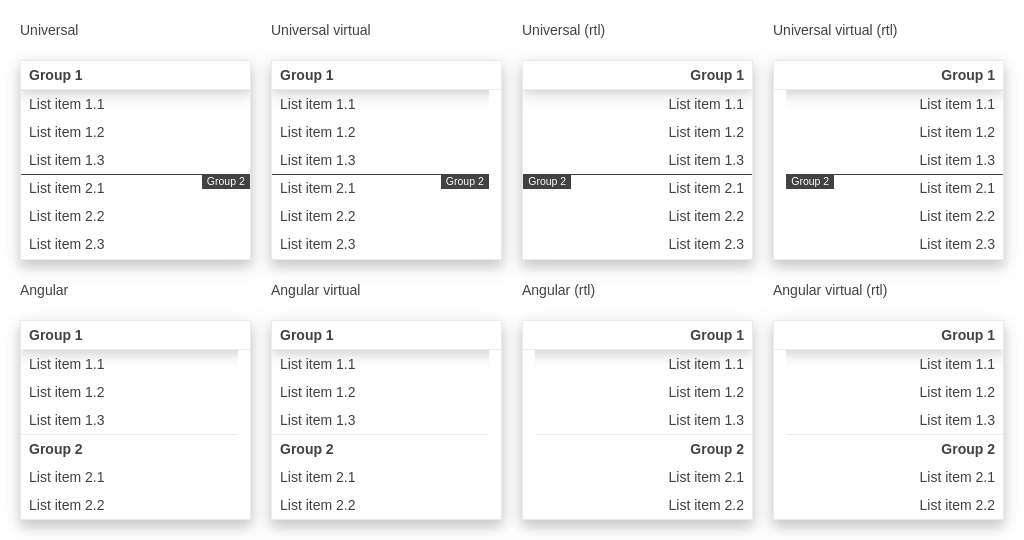 Universal
Group 1
List item 1.1
List item 1.2
List item 1.3
Group 2
List item 2.1
List item 2.2
List item 2.3
Universal virtual
Group 1
List item 1.1
List item 1.2
List item 1.3
Group 2
List item 2.1
List item 2.2
List item 2.3
Universal (rtl)
Group 1
List item 1.1
List item 1.2
List item 1.3
Group 2
List item 2.1
List item 2.2
List item 2.3
Universal virtual (rtl)
Group 1
List item 1.1
List item 1.2
List item 1.3
Group 2
List item 2.1
List item 2.2
List item 2.3
Angular
Group 1
List item 1.1
List item 1.2
List item 1.3
Group 2
List item 2.1
List item 2.2
Angular virtual
Group 1
List item 1.1
List item 1.2
List item 1.3
Group 2
List item 2.1
List item 2.2
Angular (rtl)
Group 1
List item 1.1
List item 1.2
List item 1.3
Group 2
List item 2.1
List item 2.2
Angular virtual (rtl)
Group 1
List item 1.1
List item 1.2
List item 1.3
Group 2
List item 2.1
List item 2.2